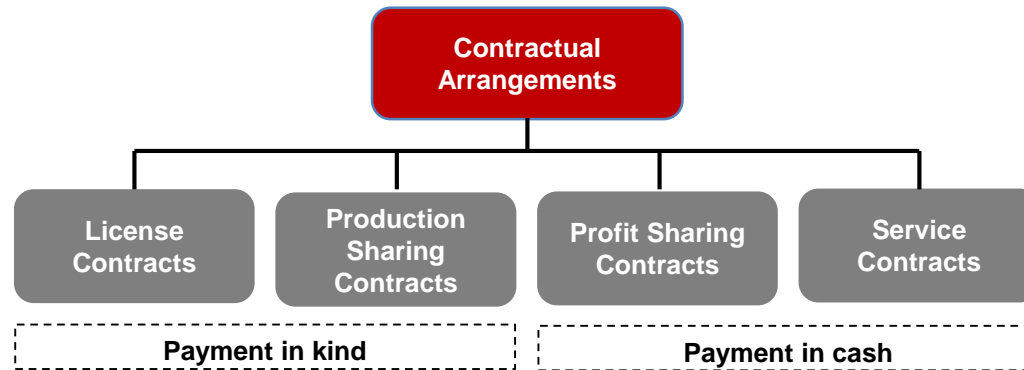 Contractual
Arrangements
License
Contracts
Production
Sharing
Contracts
Profit Sharing
Contracts
Service
Contracts
Payment in kind
Payment in cash